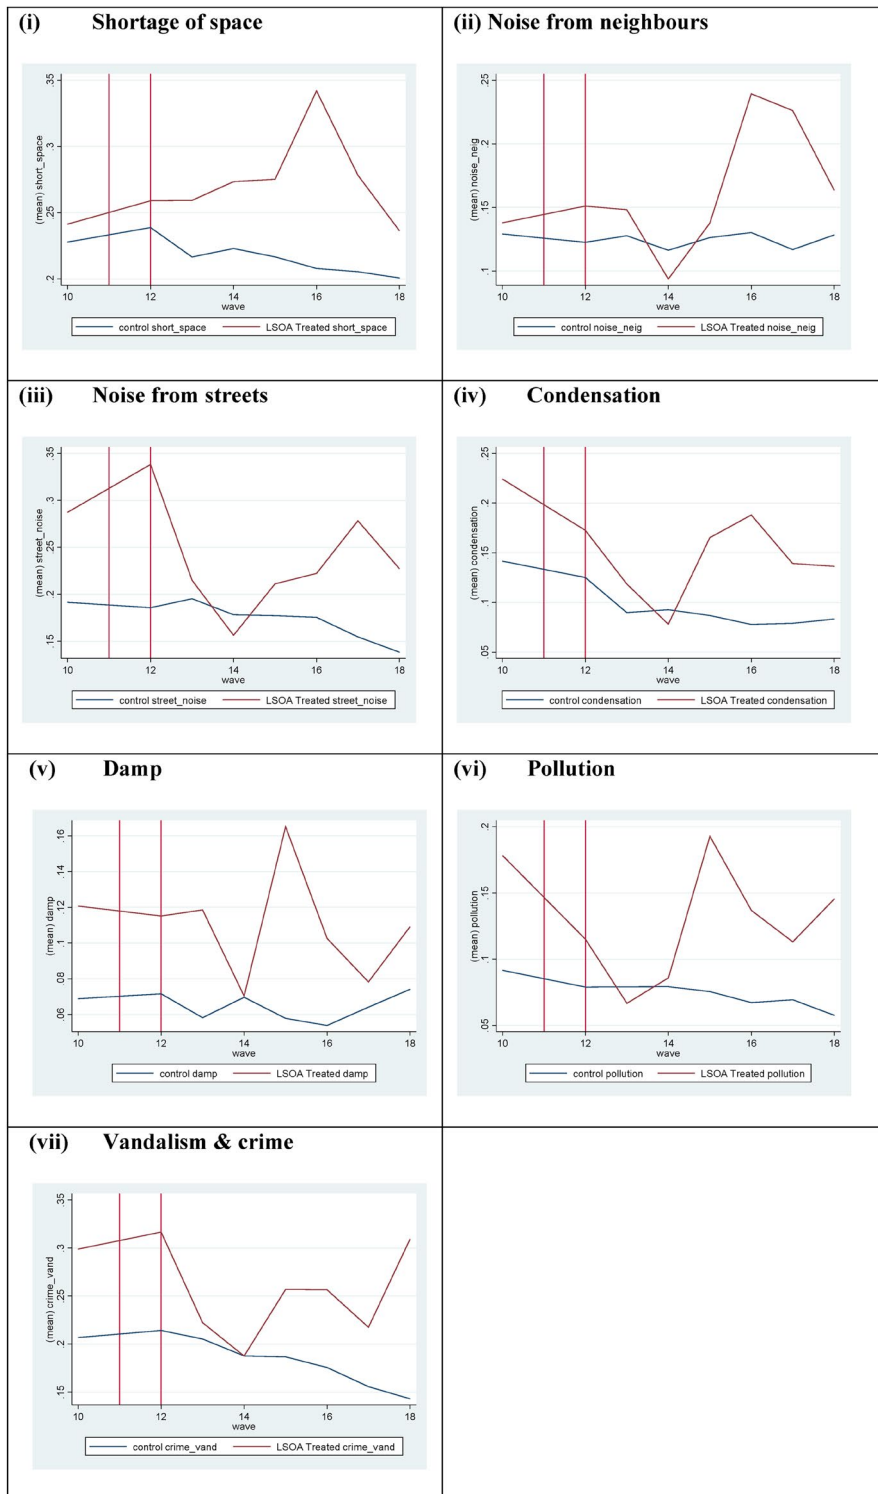 (i) Shortage of space
.35
.3
.25
.2
(mean) short_space
10 12 14 16 18
wave
control short_space LSOA Treated short_space
(ii) Noise from neighbours
.25
.2
.15
.1
(mean) noise_neig
10 12 14 16 18
wave
control noise_neig LSOA Treated noise_neig
(iii) Noise from streets
.35
.3
.25
.2
.15
(mean) street_noise
10 12 14 16 18
wave
control street_noise LSOA Treated street_noise
(iv) Condensation
.25
.2
.15
.1
.05
(mean) condensation
10 12 14 16 18
wave
control condensation LSOA Treated condensation
(v) Damp
.16
.14
.12
.1
.08
.06
(mean) damp
10 12 14 16 18
wave
control damp LSOA Treated damp
(vi) Pollution
.2
.15
.1
.05
(mean) pollution
10 12 14 16 18
wave
control pollution LSOA Treated pollution
(vii) Vandalism & crime
.35
.3
.25
.2
.15
(mean) crime_vand
10 12 14 16 18
wave
control crime_vand LSOA Treated crime_vand